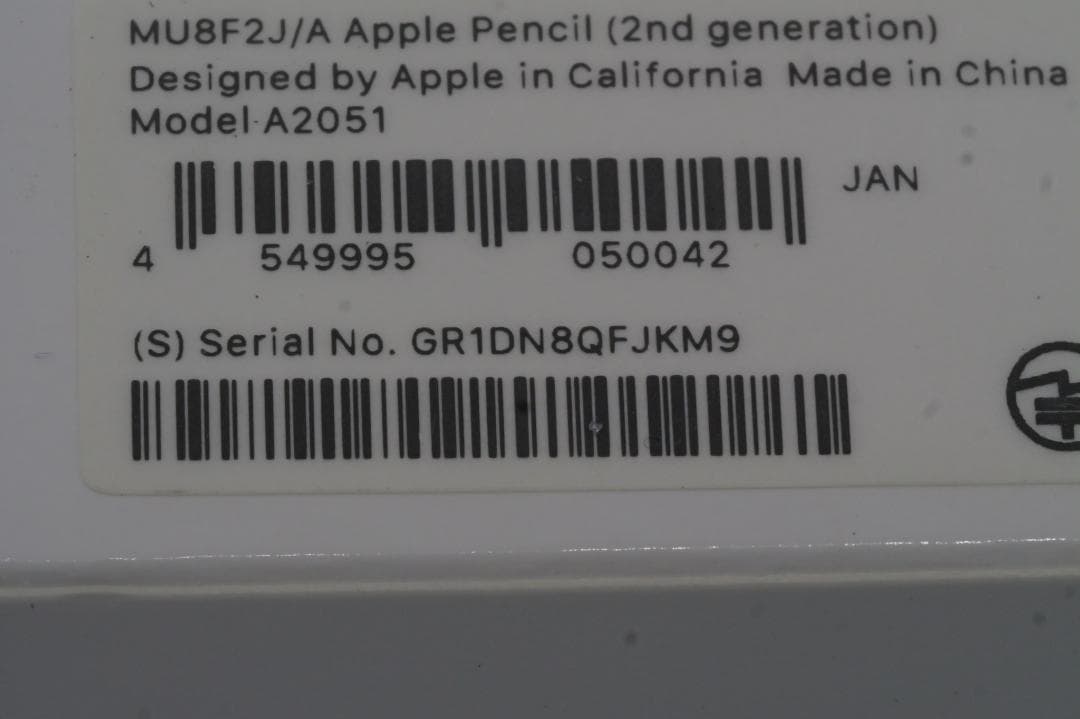 MU8F2J/A Apple Pencil (2nd generation)
Designed by Apple in California Made in China
Model A2051
JAN
4 549995 050042
(S) Serial No. GR1DN8QFJKM9